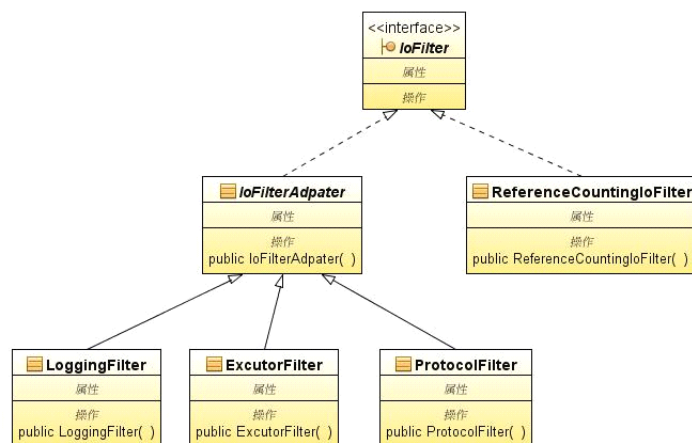 <<interface>>
IoFilter
属性
操作
IoFilterAdpater
属性
操作
public IoFilterAdpater( )
ReferenceCountingIoFilter
属性
操作
public ReferenceCountingIoFilter( )
LoggingFilter
属性
操作
public LoggingFilter( )
ExcutorFilter
属性
操作
public ExcutorFilter( )
ProtocolFilter
属性
操作
public ProtocolFilter( )